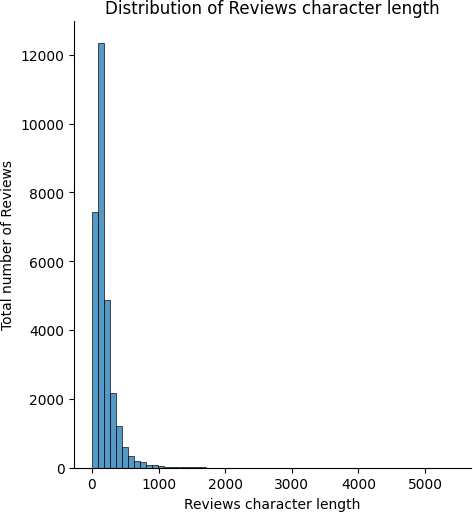 Distribution of Reviews character length
12000
10000
8000
6000
4000
2000
0
Total number of Reviews
0 1000 2000 3000 4000 5000
Reviews character length